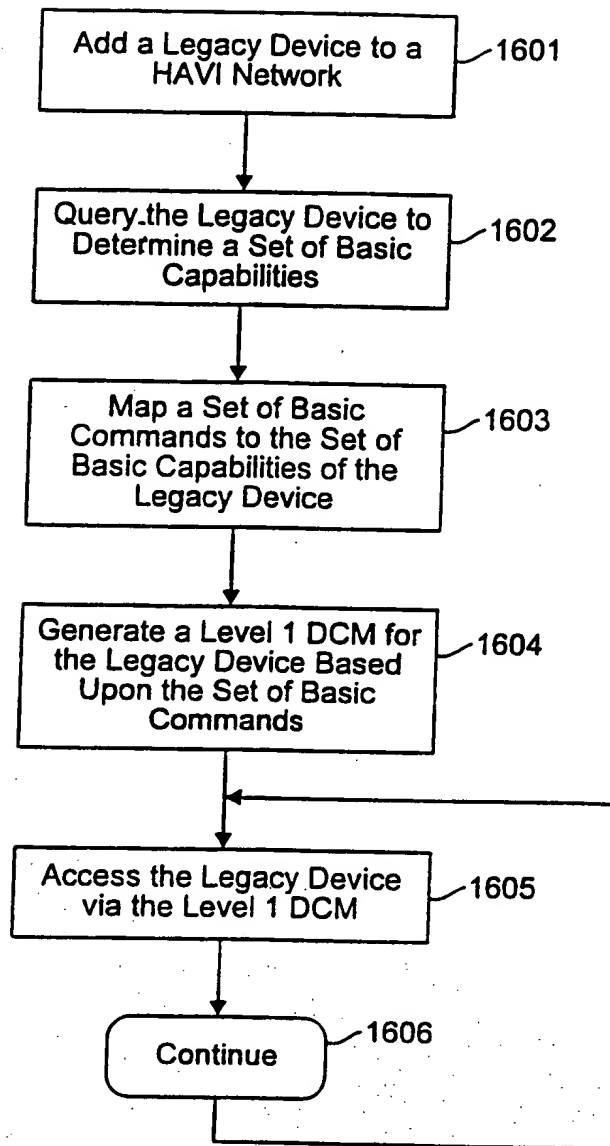 Add a Legacy Device to a
HAVI Network
1601
Query the Legacy Device to
Determine a Set of Basic
Capabilities
1602
Map a Set of Basic
Commands to the Set of
Basic Capabilities of the
Legacy Device
1603
Generate a Level 1 DCM for
the Legacy Device Based
Upon the Set of Basic
Commands
1604
Access the Legacy Device
via the Level 1 DCM
1605
Continue
1606